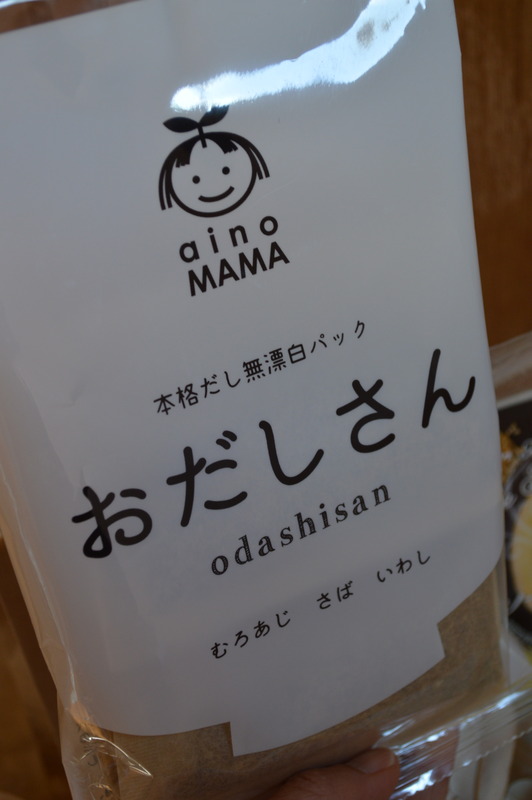 aino
MAMA
本格だし無漂白パック
おだしさん
odashisan
むろあじ　さば　いわし